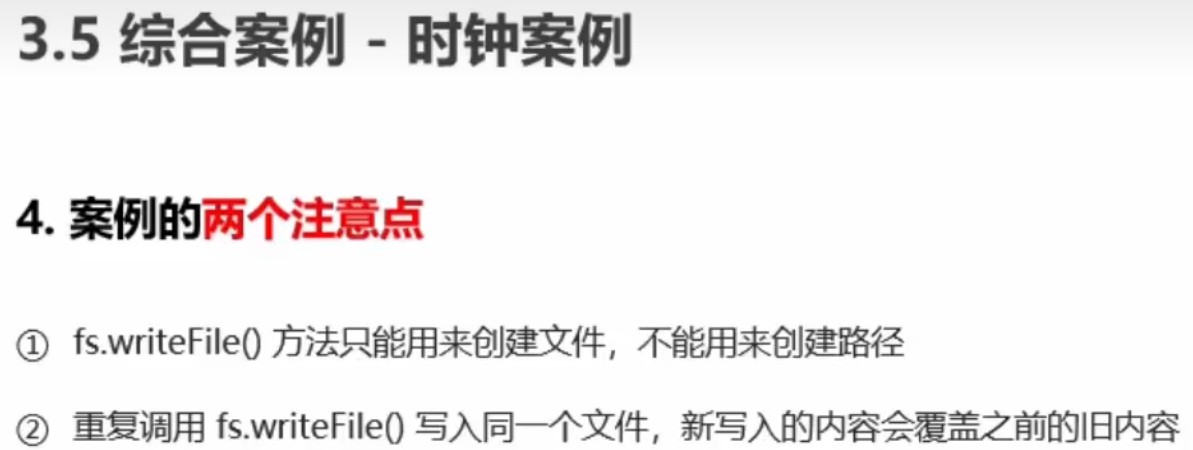 3.5 综合案例 - 时钟案例
4. 案例的两个注意点
① fs.writeFile() 方法只能用来创建文件，不能用来创建路径
② 重复调用 fs.writeFile() 写入同一个文件，新写入的内容会覆盖之前的旧内容